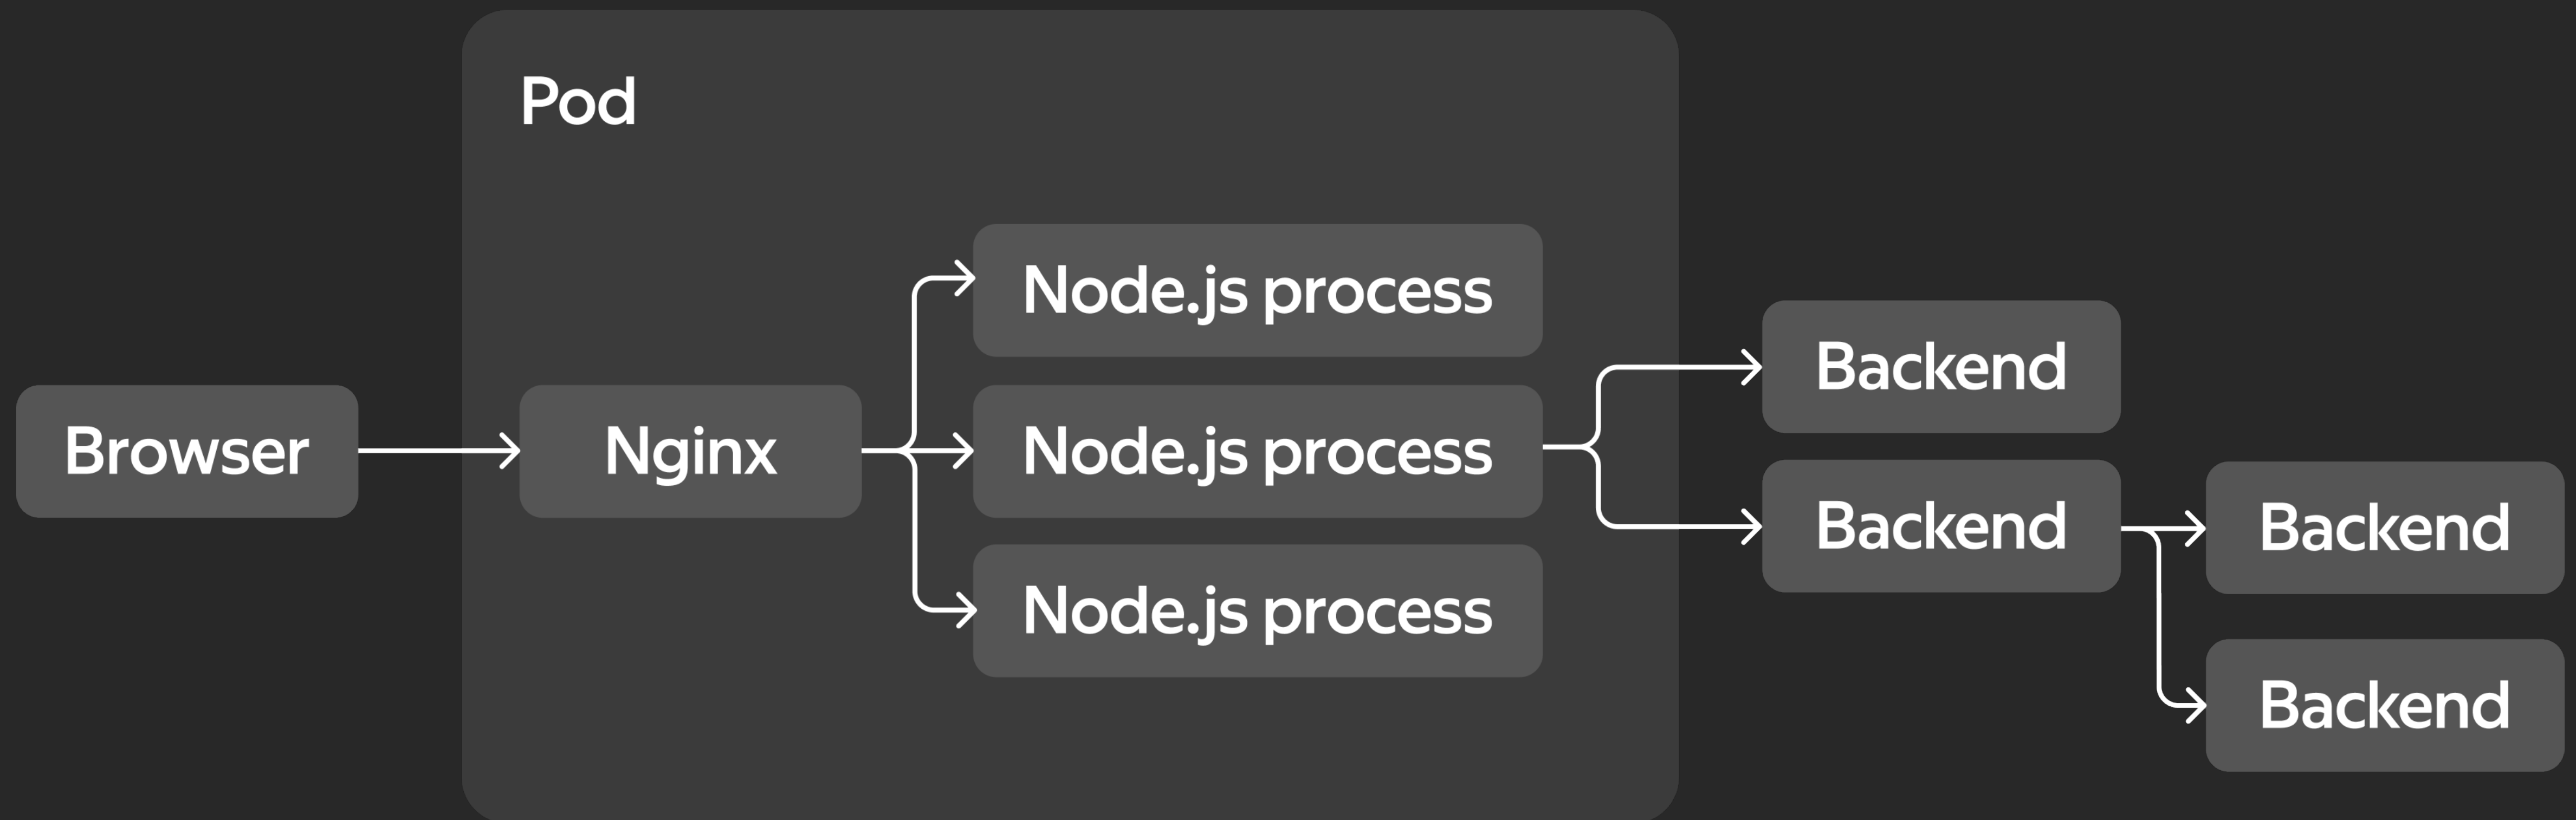 Pod
Browser
Nginx
Node.js process
Node.js process
Node.js process
Backend
Backend
Backend
Backend